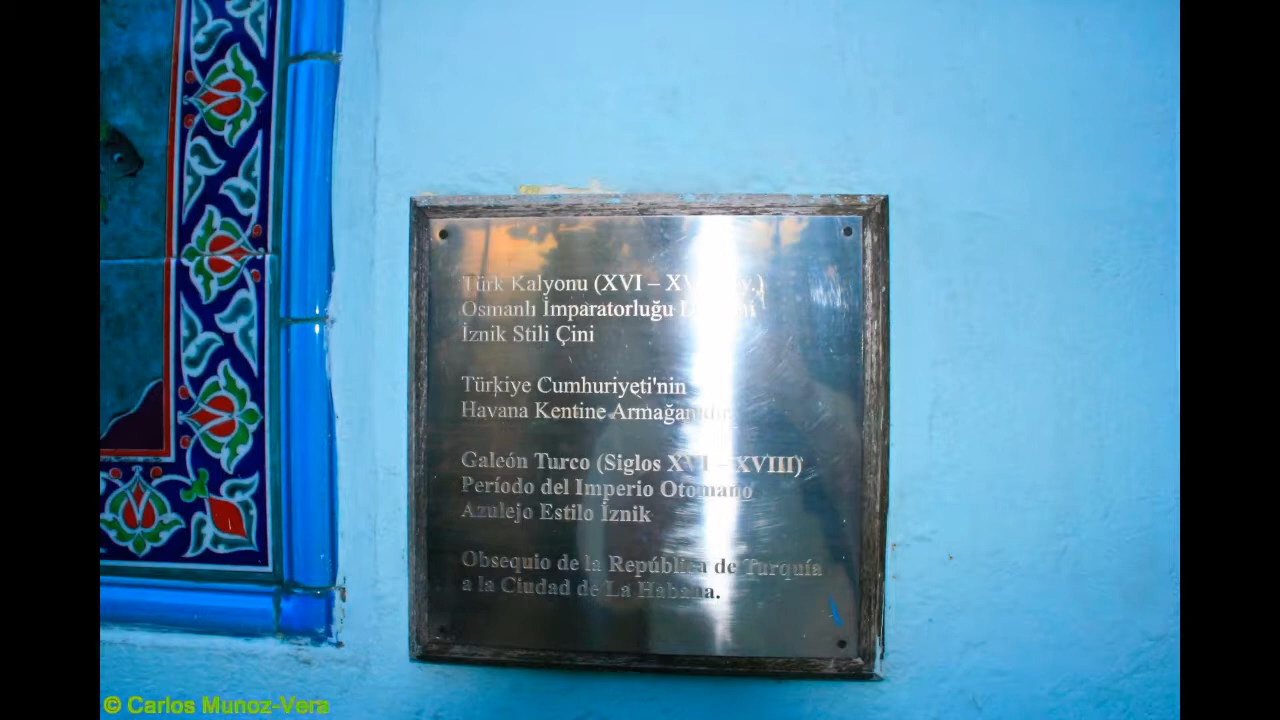 Türk Kalyonu (XVI – XV
Osmanlı İmparatorluğu
İznik Stili Çini
Türkiye Cumhuriyeti'nin
Havana Kentine Armağanıdır.
Galeón Turco (Siglos XVI – XVIII)
Período del Imperio Otomano
Azulejo Estilo İznik
Obsequio de la República de Turquía
a la Ciudad de La Habana.
© Carlos Munoz-Vera